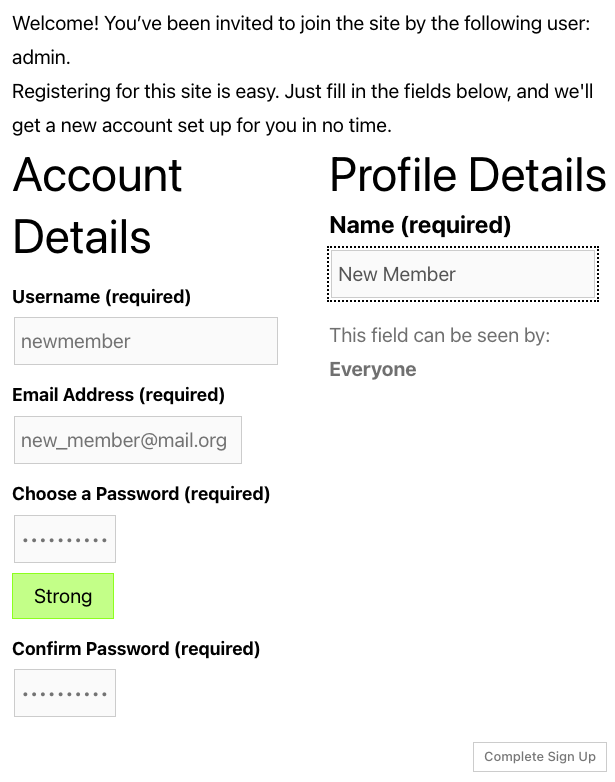 Welcome! You’ve been invited to join the site by the following user:
admin.
Registering for this site is easy. Just fill in the fields below, and we'll
get a new account set up for you in no time.
Account
Details
Username (required)
newmember
Email Address (required)
new_member@mail.org
Choose a Password (required)
••••••••••
Strong
Confirm Password (required)
••••••••••
Profile Details
Name (required)
New Member
This field can be seen by:
Everyone
Complete Sign Up